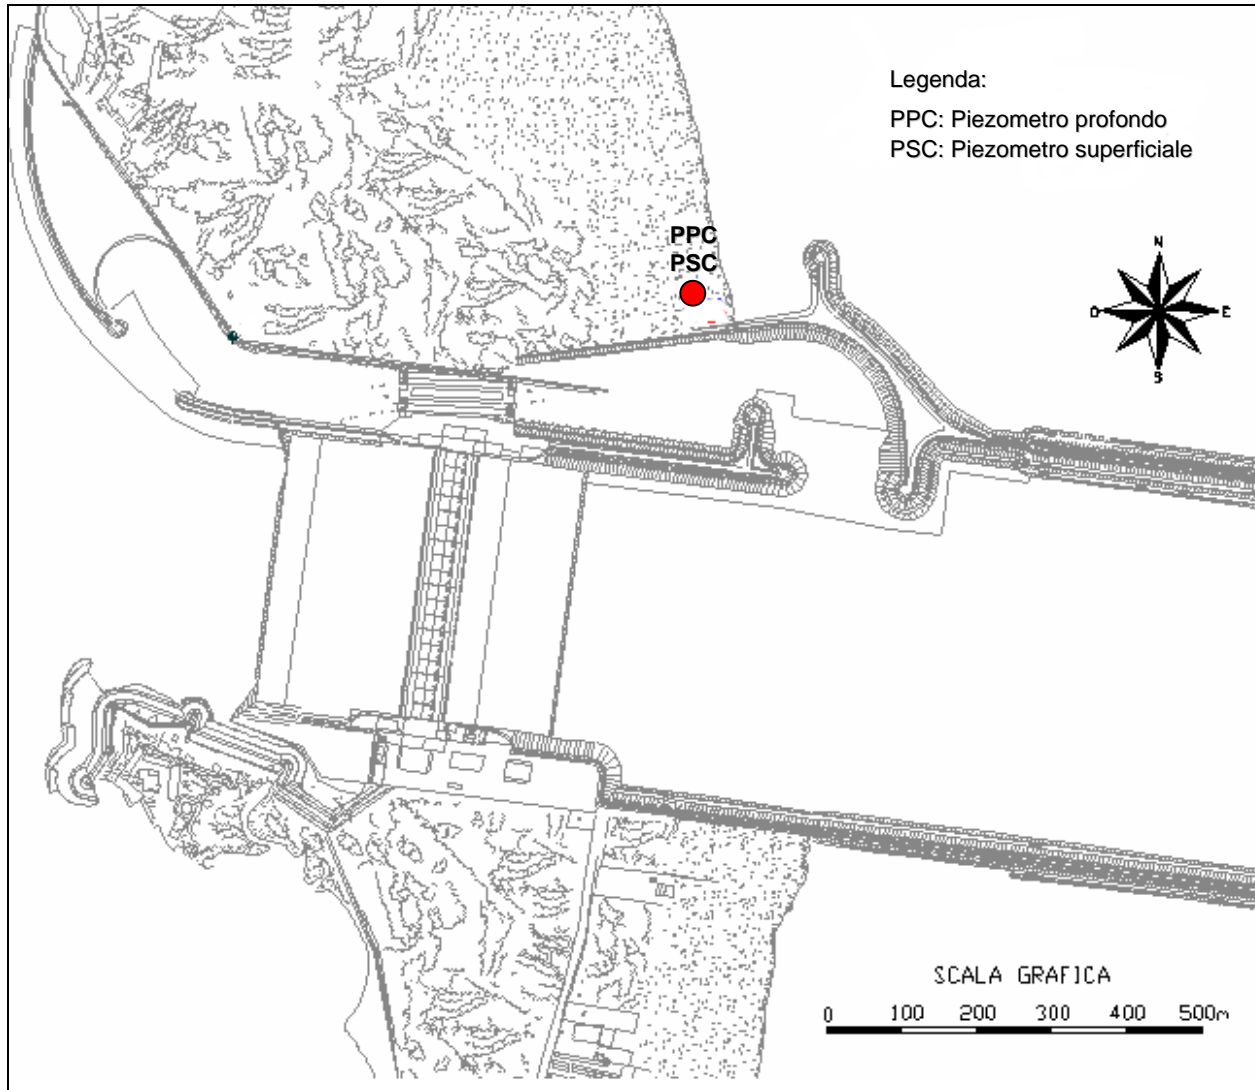 Legenda:
PPC: Piezometro profondo
PSC: Piezometro superficiale
PPC
PSC
N
O
E
S
SCALA GRAFICA
0 100 200 300 400 500m